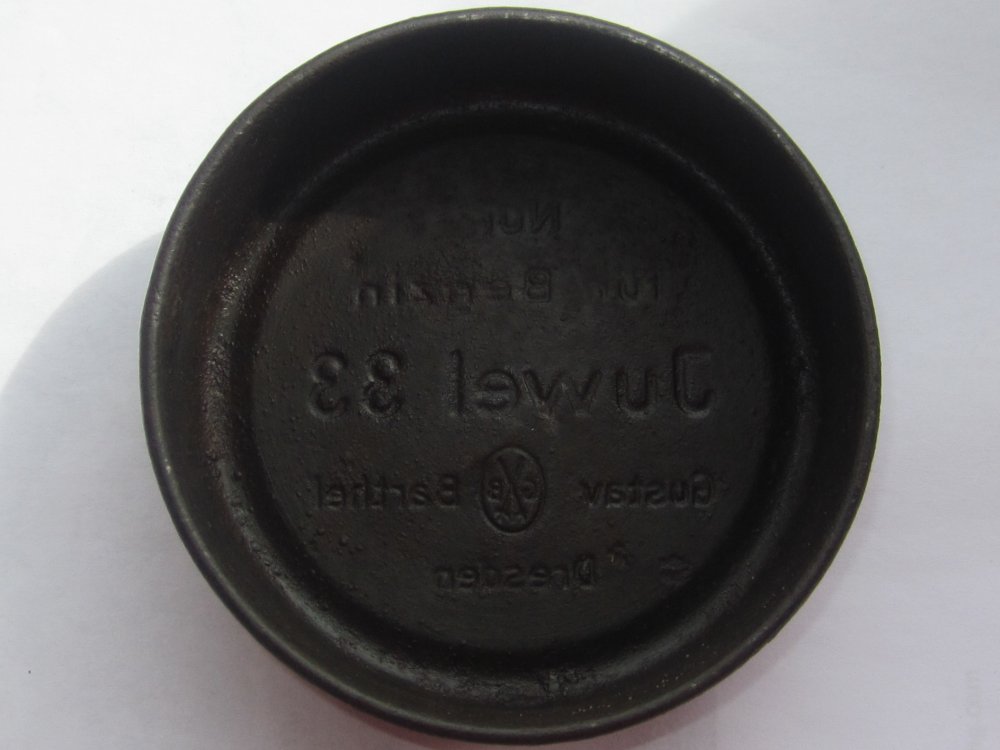 Nur
für Benzin
Juwel 33
Gustav Barthel
Dresden